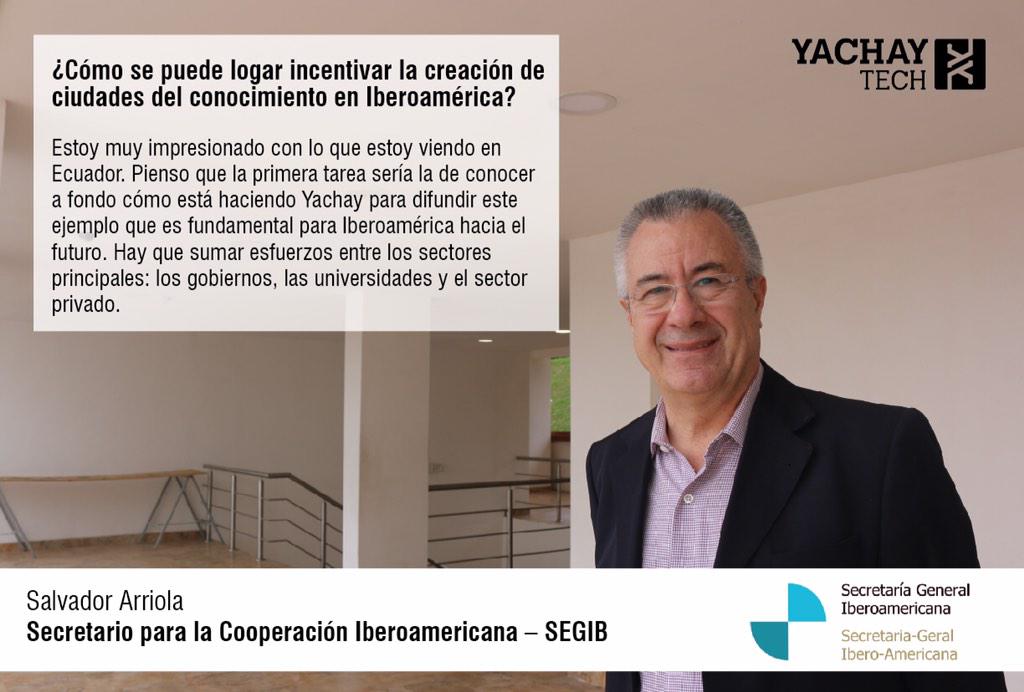 ¿Cómo se puede logar incentivar la creación de
ciudades del conocimiento en Iberoamérica?
Estoy muy impresionado con lo que estoy viendo en
Ecuador. Pienso que la primera tarea sería la de conocer
a fondo cómo está haciendo Yachay para difundir este
ejemplo que es fundamental para Iberoamérica hacia el
futuro. Hay que sumar esfuerzos entre los sectores
principales: los gobiernos, las universidades y el sector
privado.
YACHAY
TECH
Salvador Arriola
Secretario para la Cooperación Iberoamericana – SEGIB
Secretaría General
Iberoamericana
Secretaria-Geral
Ibero-Americana